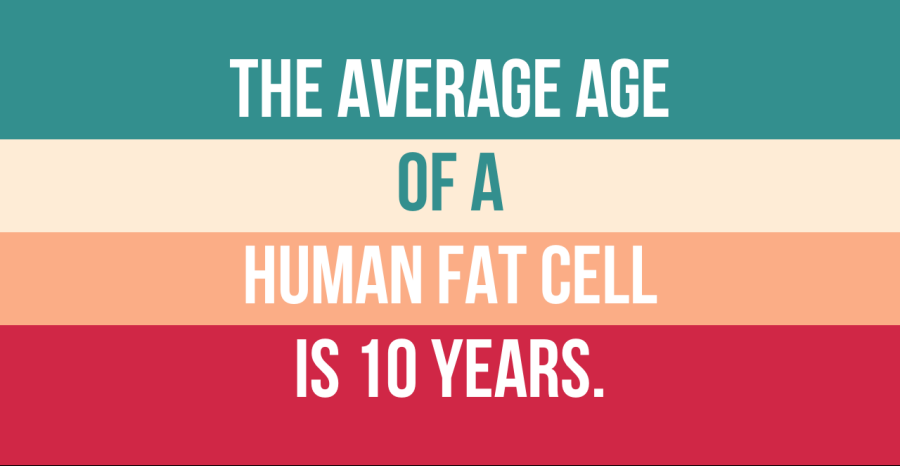 THE AVERAGE AGE
OF A
HUMAN FAT CELL
IS 10 YEARS.